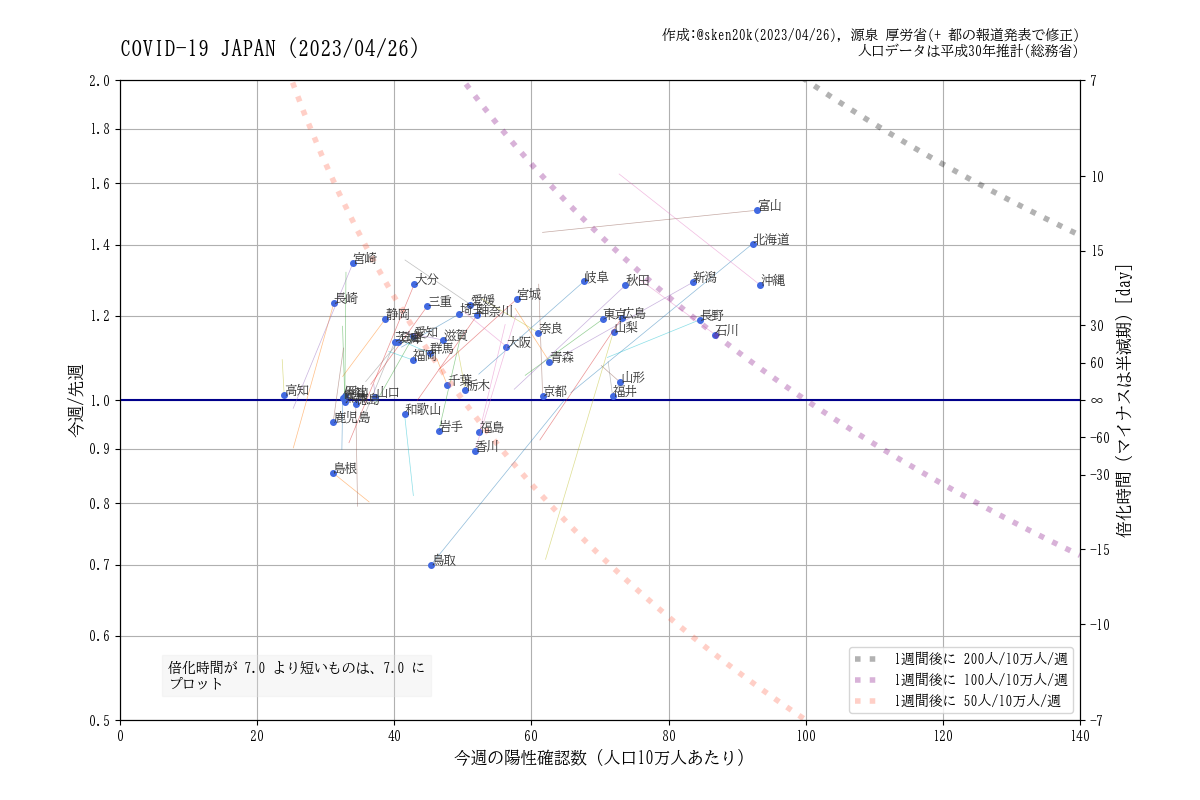 COVID-19 JAPAN (2023/04/26)
作成:@sken20k(2023/04/26), 源泉 厚労省(+ 都の報道発表で修正)
人口データは平成30年推計(総務省)
2.0
1.8
1.6
1.4
1.2
1.0
0.9
0.8
0.7
0.6
0.5
今週/先週
7
10
15
30
60
∞
-60
-30
-15
-10
-7
倍化時間 (マイナスは半減期) [day]
富山
北海道
宮崎
大分
岐阜
秋田
新潟
沖縄
長崎
三重
愛媛
宮城
静岡
埼玉
神奈川
東京
広島
長野
愛知
奈良
山梨
石川
滋賀
大阪
群馬
福岡
青森
千葉
栃木
山形
高知
山口
京都
福井
和歌山
鹿児島
岩手
福島
香川
島根
鳥取
倍化時間が 7.0 より短いものは、7.0 に
プロット
1週間後に 200人/10万人/週
1週間後に 100人/10万人/週
1週間後に 50人/10万人/週
0
20
40
60
80
100
120
140
今週の陽性確認数 (人口10万人あたり)